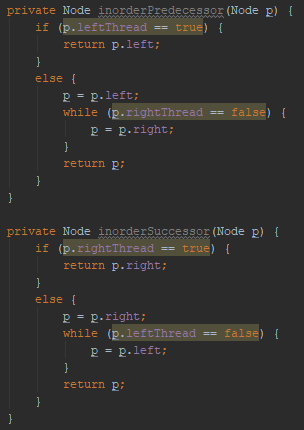 private Node inorderPredecessor(Node p) {
    if (p.leftThread == true) {
        return p.left;
    }
    else {
        p = p.left;
        while (p.rightThread == false) {
            p = p.right;
        }
        return p;
    }
}
private Node inorderSuccessor(Node p) {
    if (p.rightThread == true) {
        return p.right;
    }
    else {
        p = p.right;
        while (p.leftThread == false) {
            p = p.left;
        }
        return p;
    }
}